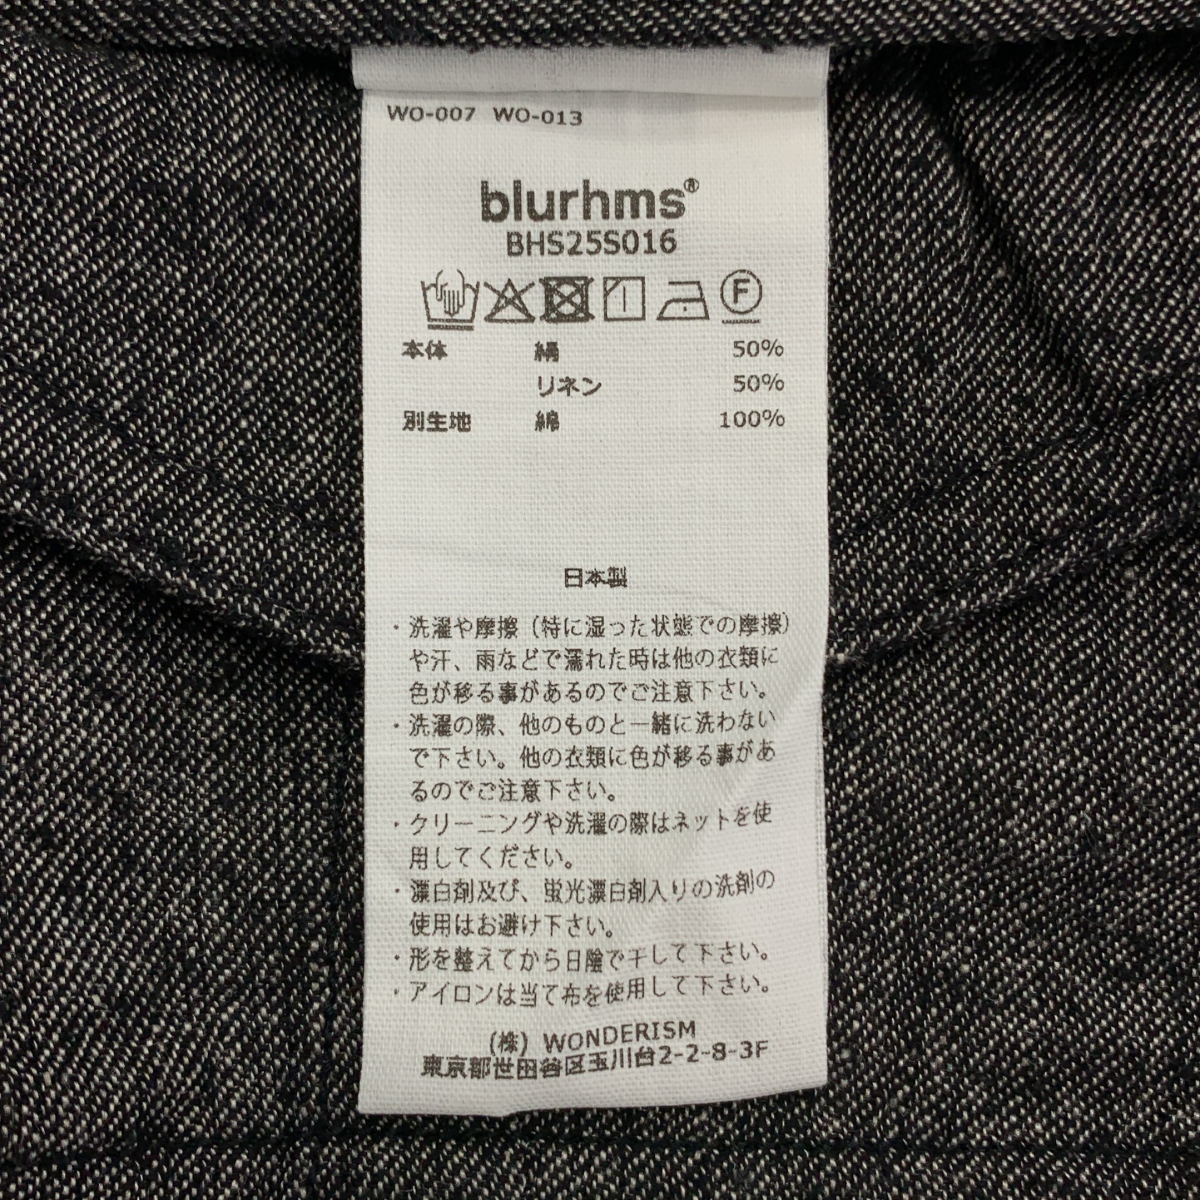 WO-007 WO-013
blurhms®
BHS25S016
F
本体 絹 50%
リネン 50%
別生地 綿 100%
日本製
・洗濯や摩擦（特に湿った状態での摩擦）
や汗、雨などで濡れた時は他の衣類に
色が移る事があるのでご注意下さい。
・洗濯の際、他のものと一緒に洗わない
で下さい。他の衣類に色が移る事があ
るのでご注意下さい。
・クリーニングや洗濯の際はネットを使
用してください。
・漂白剤及び、蛍光漂白剤入りの洗剤の
使用はお避け下さい。
・形を整えてから日陰で干して下さい。
・アイロンは当て布を使用して下さい。
(株) WONDERISM
東京都世田谷区玉川台2-2-8-3F